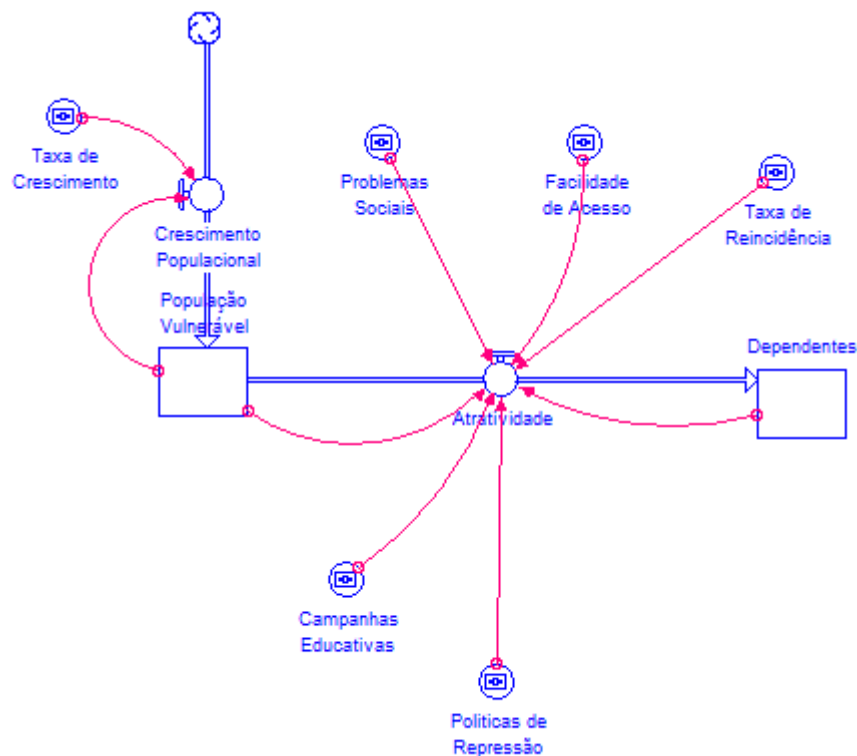 Taxa de
Crescimento
Problemas
Sociais
Facilidade
de Acesso
Taxa de
Reincidência
Crescimento
Populacional
População
Vulnerável
Dependentes
Atratividade
Campanhas
Educativas
Politicas de
Repressão